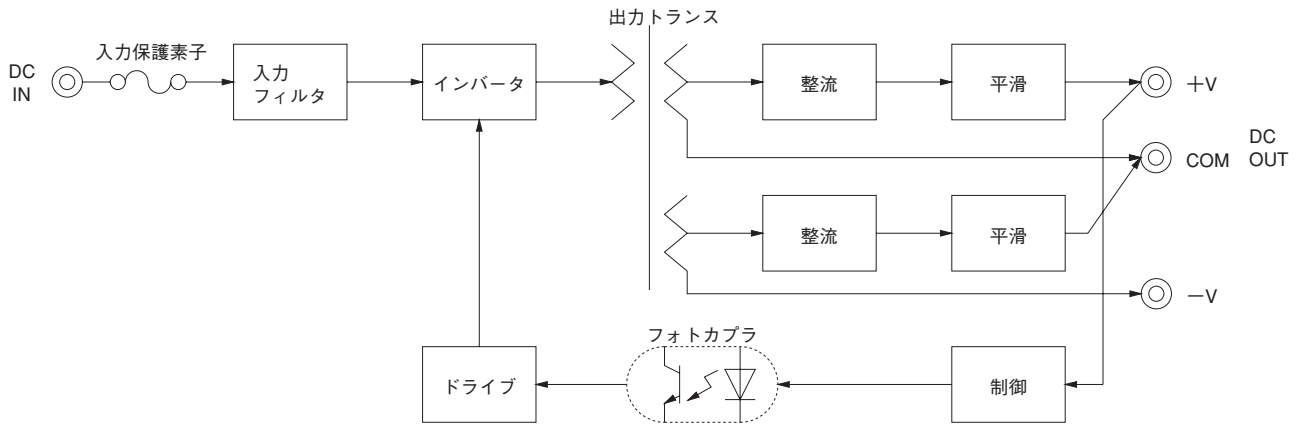 出力トランス
入力保護素子
DC
IN
入力
フィルタ
インバータ
整流
平滑
+V
COM
DC
OUT
整流
平滑
−V
フォトカプラ
ドライブ
制御